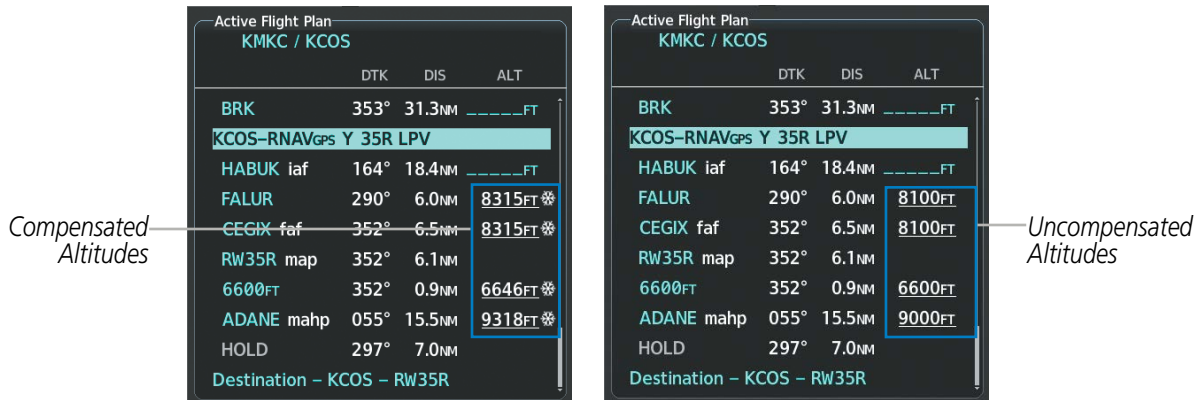 Active Flight Plan
KMKC / KCOS
DTK DIS ALT
BRK 353° 31.3NM _____FT
KCOS–RNAVGPS Y 35R LPV
HABUK iaf 164° 18.4NM _____FT
FALUR 290° 6.0NM 8315FT
CEGIX faf 352° 6.5NM 8315FT
RW35R map 352° 6.1NM
6600FT 352° 0.9NM 6646FT
ADANE mahp 055° 15.5NM 9318FT
HOLD 297° 7.0NM
Destination – KCOS – RW35R
Compensated
Altitudes
Active Flight Plan
KMKC / KCOS
DTK DIS ALT
BRK 353° 31.3NM _____FT
KCOS–RNAVGPS Y 35R LPV
HABUK iaf 164° 18.4NM _____FT
FALUR 290° 6.0NM 8100FT
CEGIX faf 352° 6.5NM 8100FT
RW35R map 352° 6.1NM
6600FT 352° 0.9NM 6600FT
ADANE mahp 055° 15.5NM 9000FT
HOLD 297° 7.0NM
Destination – KCOS – RW35R
Uncompensated
Altitudes